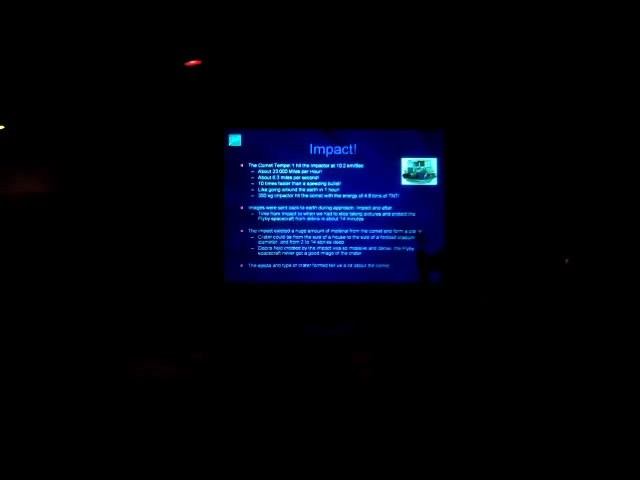 Impact!
The Comet Tempel 1 hit the impactor at 10.2 km/sec
– About 23,000 Miles per Hour!
– About 6.3 miles per second!
– 10 times faster than a speeding bullet!
– Like going around the earth in 1 hour!
– 350 kg impactor hit the comet with the energy of 4.8 tons of TNT!
Images were sent back to earth during approach, impact and after
– Time from impact to when we had to stop taking pictures and protect the
Flyby spacecraft from debris is about 14 minutes
The impact ejected a huge amount of material from the comet and form a
– Crater could be from the size of a house to the size of a football stadium
diameter, and from 2 to 14 stories deep
– Debris field created by the impact was so massive and dense, the Flyby
spacecraft never got a good image of the crater
The ejecta and type of crater formed tell us a lot about the comet